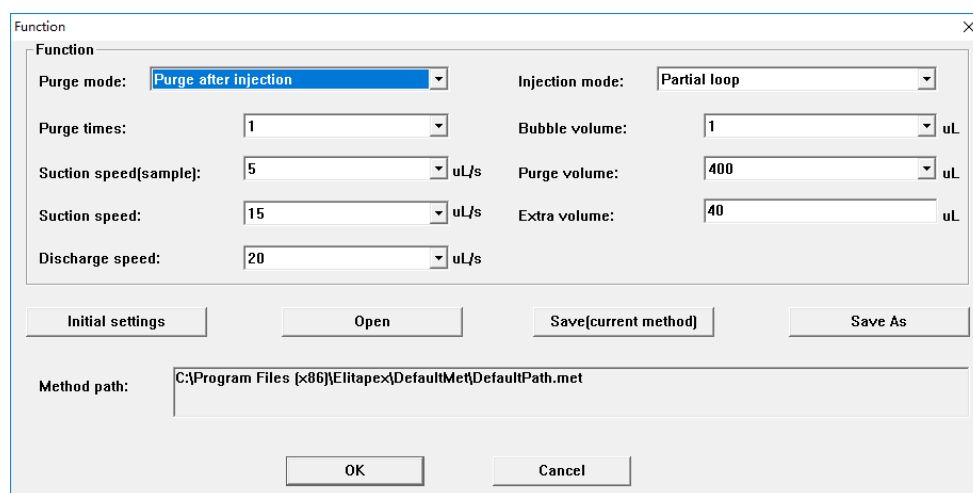 Function
Function
Purge mode: Purge after injection Injection mode: Partial loop
Purge times: 1 Bubble volume: 1 uL
Suction speed(sample): 5 uL/s Purge volume: 400 uL
Suction speed: 15 uL/s Extra volume: 40 uL
Discharge speed: 20 uL/s
Initial settings Open Save(current method) Save As
Method path: C:\Program Files (x86)\Elitapex\DefaultMet\DefaultPath.met
OK Cancel